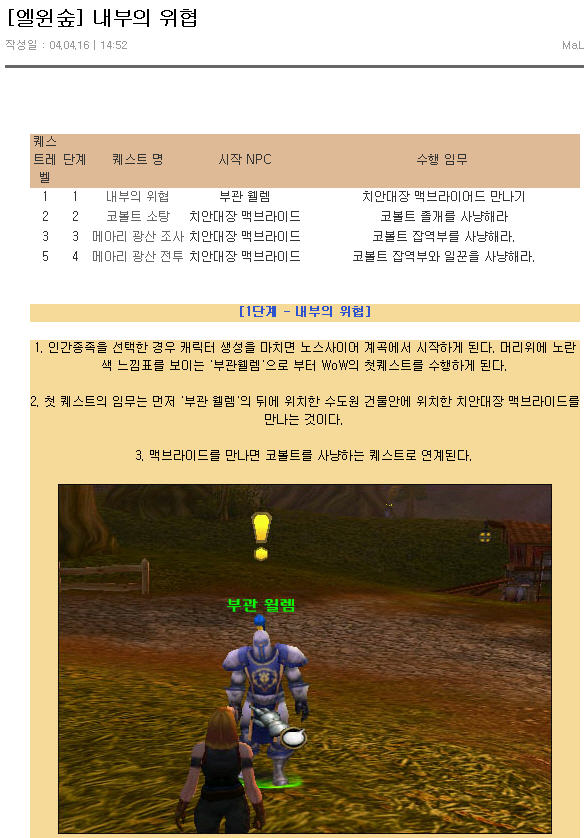 [엘윈숲] 내부의 위협
작성일 : 04.04.16 | 14:52 MaL
퀘스
트레 단계 퀘스트 명 시작 NPC 수행 임무
벨
1 1 내부의 위협 부관 웰렘 치안대장 맥브라이어드 만나기
2 2 코볼트 소탕 치안대장 맥브라이드 코볼트 졸개를 사냥해라
3 3 메아리 광산 조사 치안대장 맥브라이드 코볼트 잡역부를 사냥해라.
5 4 메아리 광산 전투 치안대장 맥브라이드 코볼트 잡역부와 일꾼을 사냥해라.
[1단계 - 내부의 위협]
1. 인간종족을 선택한 경우 캐릭터 생성을 마치면 노스사이어 계곡에서 시작하게 된다. 머리위에 노란
색 느낌표를 보이는 '부관웰렘'으로 부터 WoW의 첫퀘스트를 수행하게 된다.
2. 첫 퀘스트의 임무는 먼저 '부관 웰렘'의 뒤에 위치한 수도원 건물안에 위치한 치안대장 맥브라이드를
만나는 것이다.
3. 맥브라이드를 만나면 코볼트를 사냥하는 퀘스트로 연계된다.
부관 윌렘